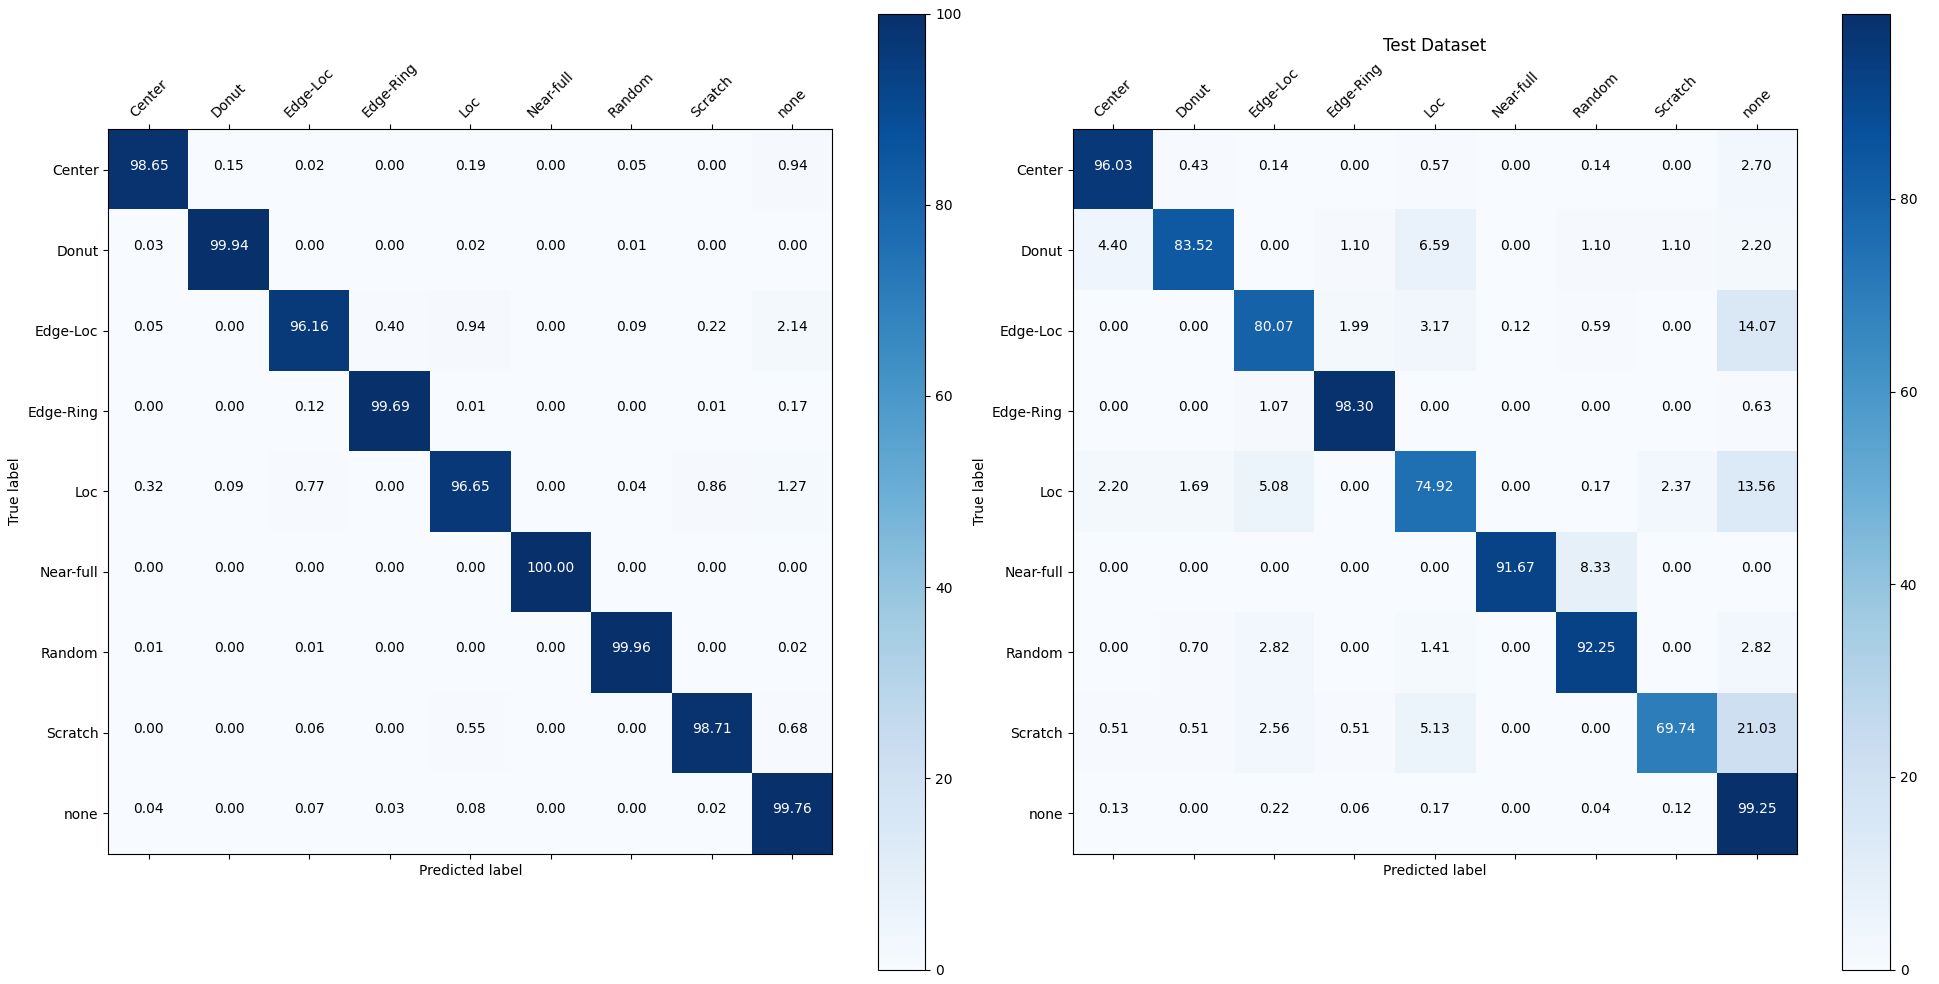 Center Donut Edge-Loc Edge-Ring Loc Near-full Random Scratch none
Center 98.65 0.15 0.02 0.00 0.19 0.00 0.05 0.00 0.94
Donut 0.03 99.94 0.00 0.00 0.02 0.00 0.01 0.00 0.00
Edge-Loc 0.05 0.00 96.16 0.40 0.94 0.00 0.09 0.22 2.14
Edge-Ring 0.00 0.00 0.12 99.69 0.01 0.00 0.00 0.01 0.17
Loc 0.32 0.09 0.77 0.00 96.65 0.00 0.04 0.86 1.27
Near-full 0.00 0.00 0.00 0.00 0.00 100.00 0.00 0.00 0.00
Random 0.01 0.00 0.01 0.00 0.00 0.00 99.96 0.00 0.02
Scratch 0.00 0.00 0.06 0.00 0.55 0.00 0.00 98.71 0.68
none 0.04 0.00 0.07 0.03 0.08 0.00 0.00 0.02 99.76
True label
Predicted label
100
80
60
40
20
0
Test Dataset
Center Donut Edge-Loc Edge-Ring Loc Near-full Random Scratch none
Center 96.03 0.43 0.14 0.00 0.57 0.00 0.14 0.00 2.70
Donut 4.40 83.52 0.00 1.10 6.59 0.00 1.10 1.10 2.20
Edge-Loc 0.00 0.00 80.07 1.99 3.17 0.12 0.59 0.00 14.07
Edge-Ring 0.00 0.00 1.07 98.30 0.00 0.00 0.00 0.00 0.63
Loc 2.20 1.69 5.08 0.00 74.92 0.00 0.17 2.37 13.56
Near-full 0.00 0.00 0.00 0.00 0.00 91.67 8.33 0.00 0.00
Random 0.00 0.70 2.82 0.00 1.41 0.00 92.25 0.00 2.82
Scratch 0.51 0.51 2.56 0.51 5.13 0.00 0.00 69.74 21.03
none 0.13 0.00 0.22 0.06 0.17 0.00 0.04 0.12 99.25
True label
Predicted label
80
60
40
20
0